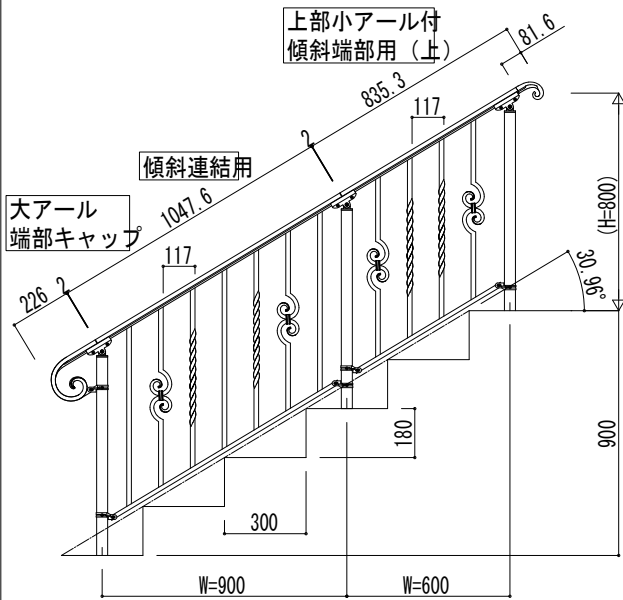 上部小アール付
傾斜端部用（上）
81.6
835.3
117
2
傾斜連結用
1047.6
大アール
端部キャップ
117
226
2
(H=800)
30.96°
180
900
300
W=900
W=600